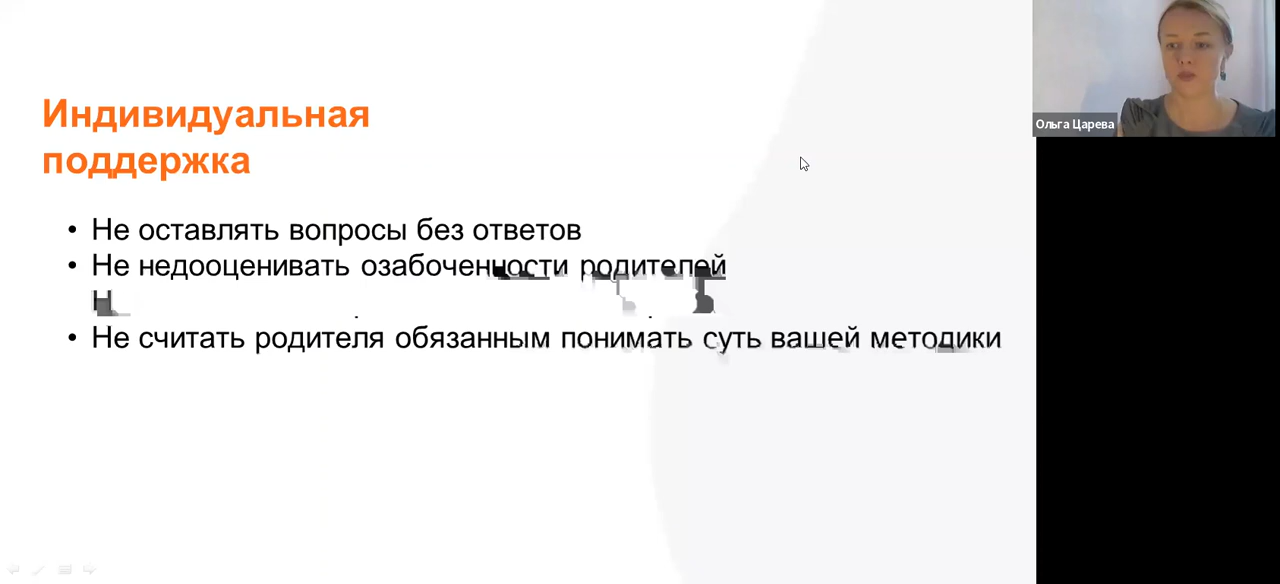 Индивидуальная
поддержка
• Не оставлять вопросы без ответов
• Не недооценивать озабоченности родителей
• Не считать родителя обязанным понимать суть вашей методики
Ольга Царева